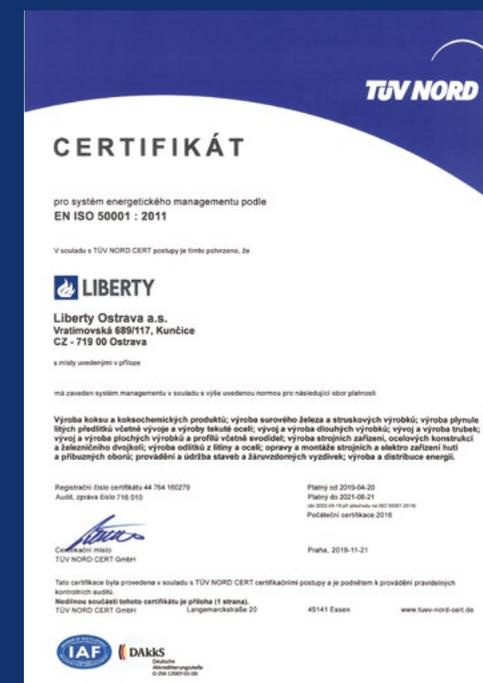 TÜV NORD
CERTIFIKÁT
pro systém energetického managementu podle
EN ISO 50001 : 2011
V souladu s TÜV NORD CERT postupy je tímto potvrzeno, že
LIBERTY
Liberty Ostrava a.s.
Vratimovská 689/117, Kunčice
CZ - 719 00 Ostrava
s místy uvedenými v příloze
má zaveden systém managementu v souladu s výše uvedenou normou pro následující obor platnosti
Výroba koksu a koksochemických produktů; výroba surového železa a struskových výrobků; výroba plynule
litých předlitků včetně vývoje a výroby tekuté oceli; vývoj a výroba dlouhých výrobků; vývoj a výroba trubek;
vývoj a výroba plochých výrobků a profilů včetně svodidel; výroba strojních zařízení, ocelových konstrukcí
a železničního dvojkolí; výroba odlitků z litiny a oceli; opravy a montáže strojních a elektro zařízení hutí
a příbuzných oborů; provádění a údržba staveb a žáruvzdorných vyzdívek; výroba a distribuce energií.
Registrační číslo certifikátu 44 764 160279
Audit, zpráva číslo 716 010
Platný od 2019-04-20
Platný do 2021-08-21
Počáteční certifikace 2016
Certifikační místo
TÜV NORD CERT GmbH
Praha, 2019-11-21
Tato certifikace byla provedena v souladu s TÜV NORD CERT certifikačními postupy a je podnětem k provádění pravidelných
kontrolních auditů.
Nedílnou součástí tohoto certifikátu je příloha (1 strana).
TÜV NORD CERT GmbH Langemarckstraße 20 45141 Essen www.tuev-nord-cert.de
IAF
DAkkS
Deutsche
Akkreditierungsstelle
D-ZM-12007-01-00